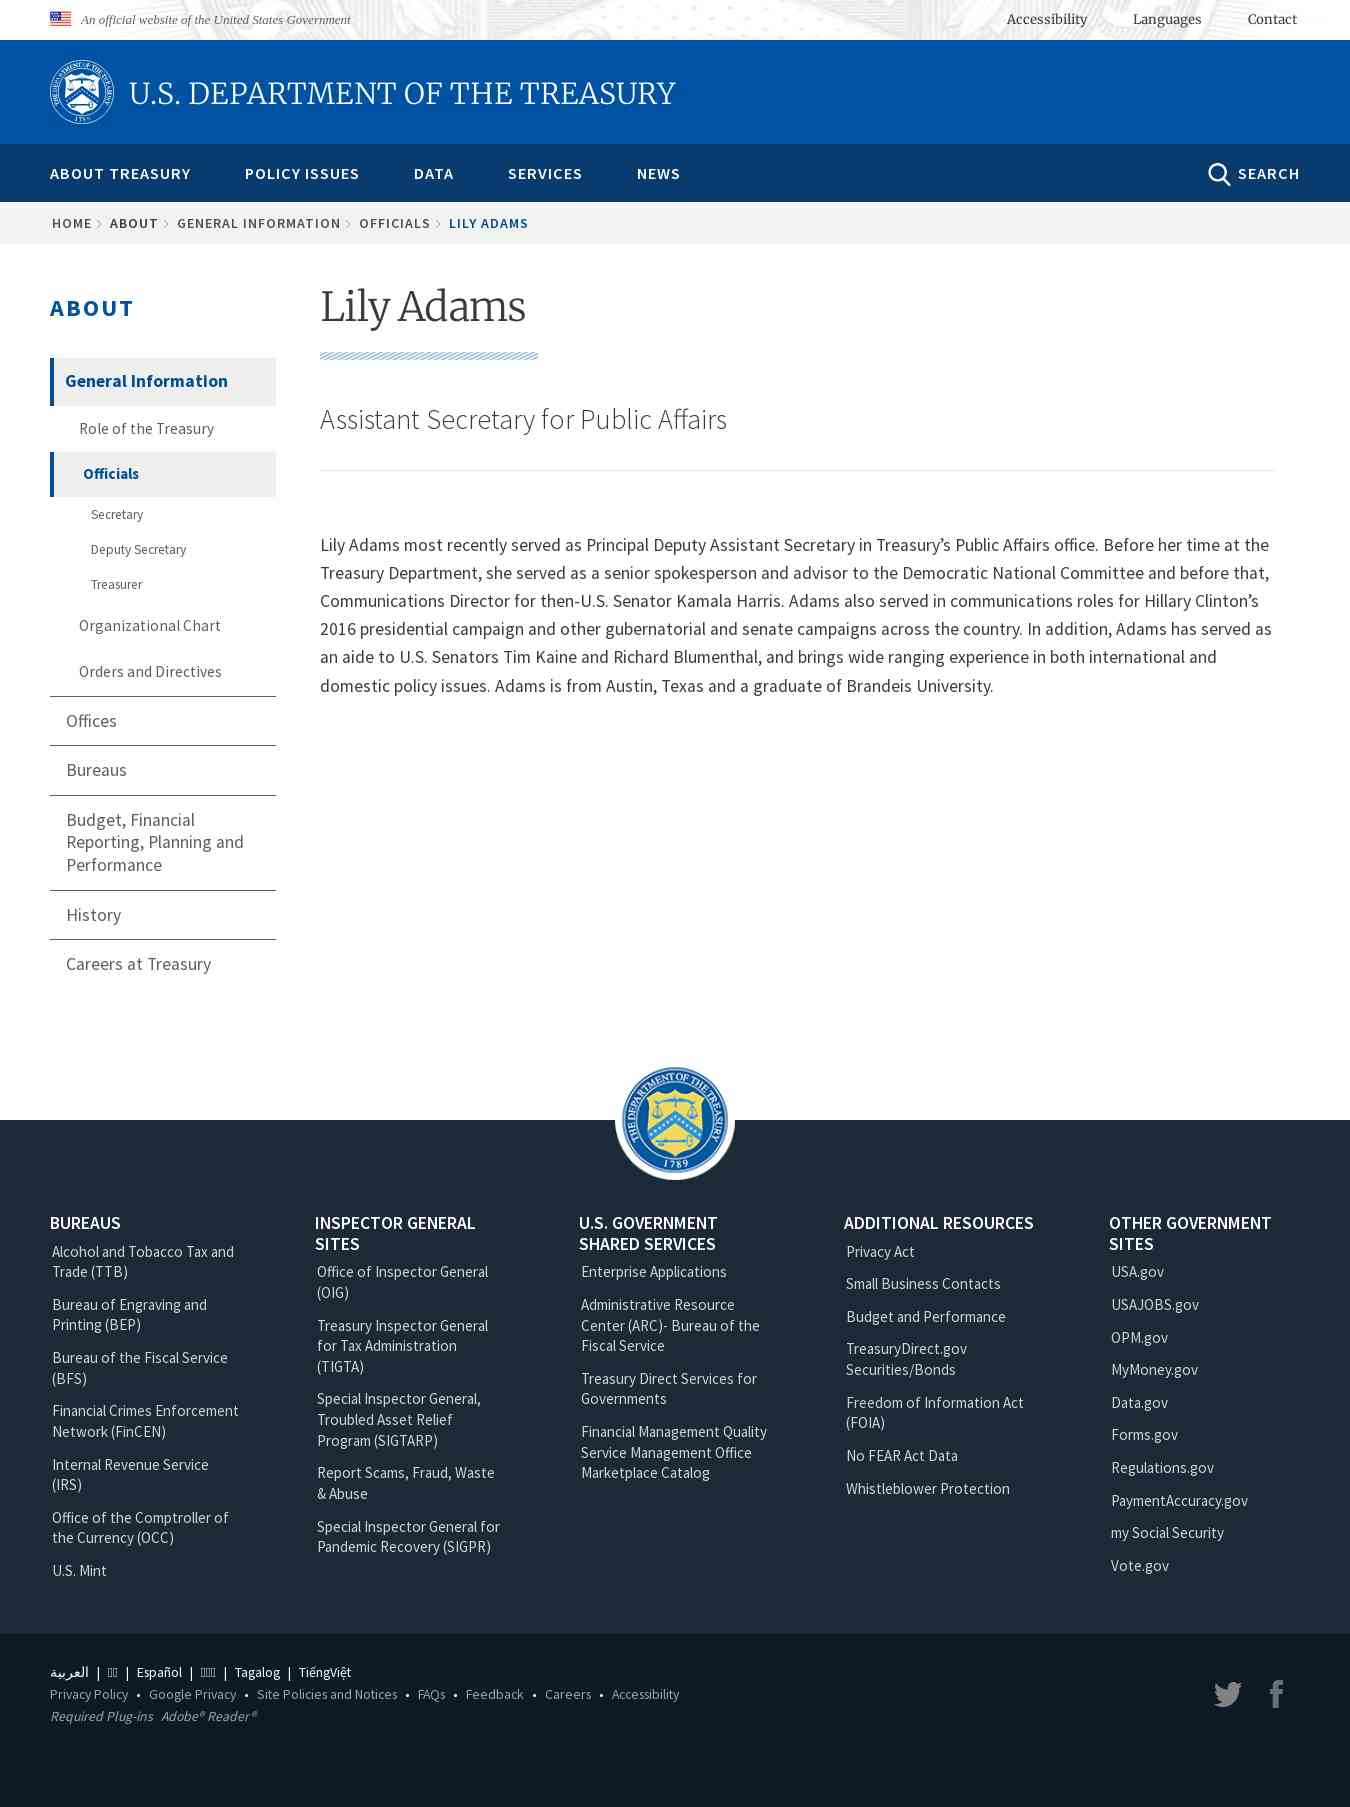 An official website of the United States Government
Accessibility Languages Contact
THE DEPARTMENT OF THE TREASURY 1789
U.S. DEPARTMENT OF THE TREASURY
ABOUT TREASURY POLICY ISSUES DATA SERVICES NEWS SEARCH
HOME ABOUT GENERAL INFORMATION OFFICIALS LILY ADAMS
ABOUT
General Information
Role of the Treasury
Officials
Secretary
Deputy Secretary
Treasurer
Organizational Chart
Orders and Directives
Offices
Bureaus
Budget, Financial
Reporting, Planning and
Performance
History
Careers at Treasury
Lily Adams
Assistant Secretary for Public Affairs
Lily Adams most recently served as Principal Deputy Assistant Secretary in Treasury’s Public Affairs office. Before her time at the
Treasury Department, she served as a senior spokesperson and advisor to the Democratic National Committee and before that,
Communications Director for then-U.S. Senator Kamala Harris. Adams also served in communications roles for Hillary Clinton’s
2016 presidential campaign and other gubernatorial and senate campaigns across the country. In addition, Adams has served as
an aide to U.S. Senators Tim Kaine and Richard Blumenthal, and brings wide ranging experience in both international and
domestic policy issues. Adams is from Austin, Texas and a graduate of Brandeis University.
THE DEPARTMENT OF THE TREASURY
1789
BUREAUS
Alcohol and Tobacco Tax and
Trade (TTB)
Bureau of Engraving and
Printing (BEP)
Bureau of the Fiscal Service
(BFS)
Financial Crimes Enforcement
Network (FinCEN)
Internal Revenue Service
(IRS)
Office of the Comptroller of
the Currency (OCC)
U.S. Mint
INSPECTOR GENERAL
SITES
Office of Inspector General
(OIG)
Treasury Inspector General
for Tax Administration
(TIGTA)
Special Inspector General,
Troubled Asset Relief
Program (SIGTARP)
Report Scams, Fraud, Waste
& Abuse
Special Inspector General for
Pandemic Recovery (SIGPR)
U.S. GOVERNMENT
SHARED SERVICES
Enterprise Applications
Administrative Resource
Center (ARC)- Bureau of the
Fiscal Service
Treasury Direct Services for
Governments
Financial Management Quality
Service Management Office
Marketplace Catalog
ADDITIONAL RESOURCES
Privacy Act
Small Business Contacts
Budget and Performance
TreasuryDirect.gov
Securities/Bonds
Freedom of Information Act
(FOIA)
No FEAR Act Data
Whistleblower Protection
OTHER GOVERNMENT
SITES
USA.gov
USAJOBS.gov
OPM.gov
MyMoney.gov
Data.gov
Forms.gov
Regulations.gov
PaymentAccuracy.gov
my Social Security
Vote.gov
العربية | | Español | | Tagalog | TiếngViệt
Privacy Policy • Google Privacy • Site Policies and Notices • FAQs • Feedback • Careers • Accessibility
Required Plug-ins Adobe® Reader®